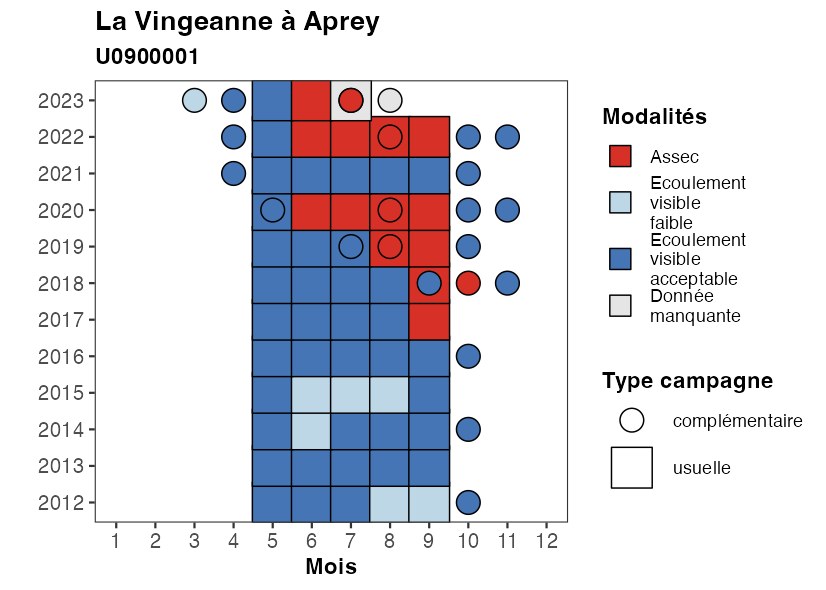 La Vingeanne à Aprey
U0900001
2023
2022
2021
2020
2019
2018
2017
2016
2015
2014
2013
2012
1 2 3 4 5 6 7 8 9 10 11 12
Mois
Modalités
Assec
Ecoulement
visible
faible
Ecoulement
visible
acceptable
Donnée
manquante
Type campagne
complémentaire
usuelle